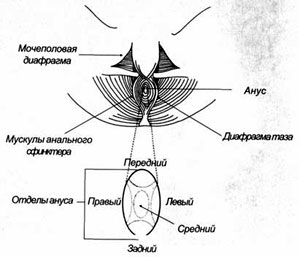 Мочеполовая
диафрагма
Анус
Мускулы анального
сфинктера
Диафрагма таза
Передний
Отделы ануса
Правый
Левый
Средний
Задний